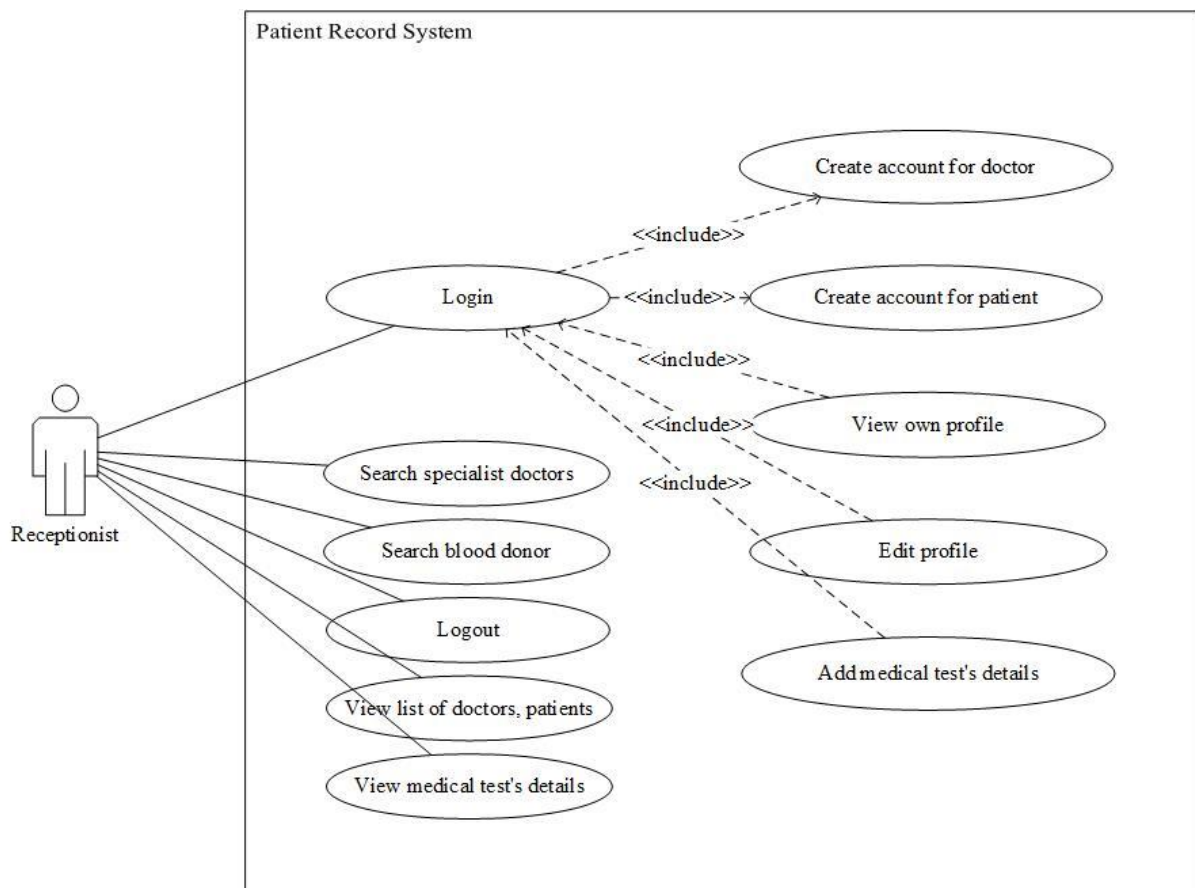 Patient Record System
Create account for doctor
<<include>>
Login
<<include>>
Create account for patient
<<include>>
View own profile
<<include>>
Search specialist doctors
<<include>>
Receptionist
Search blood donor
Edit profile
Logout
Add medical test's details
View list of doctors, patients
View medical test's details